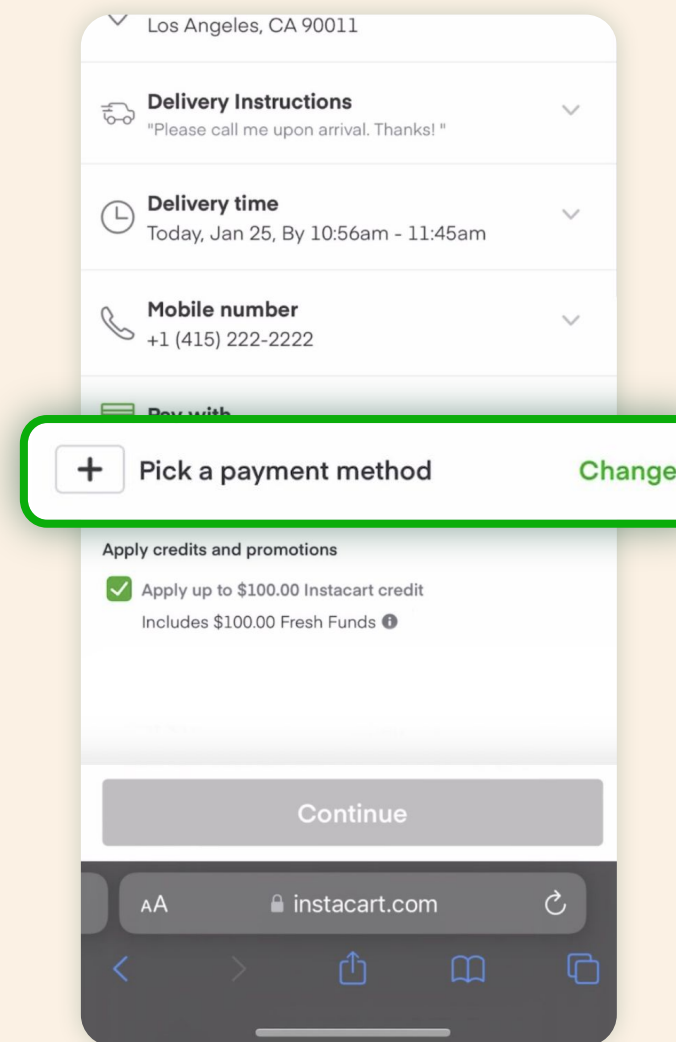 Los Angeles, CA 90011
Delivery Instructions
"Please call me upon arrival. Thanks! "
Delivery time
Today, Jan 25, By 10:56am - 11:45am
Mobile number
+1 (415) 222-2222
Pay with
+ Pick a payment method Change
Apply credits and promotions
Apply up to $100.00 Instacart credit
Includes $100.00 Fresh Funds
Continue
AA instacart.com